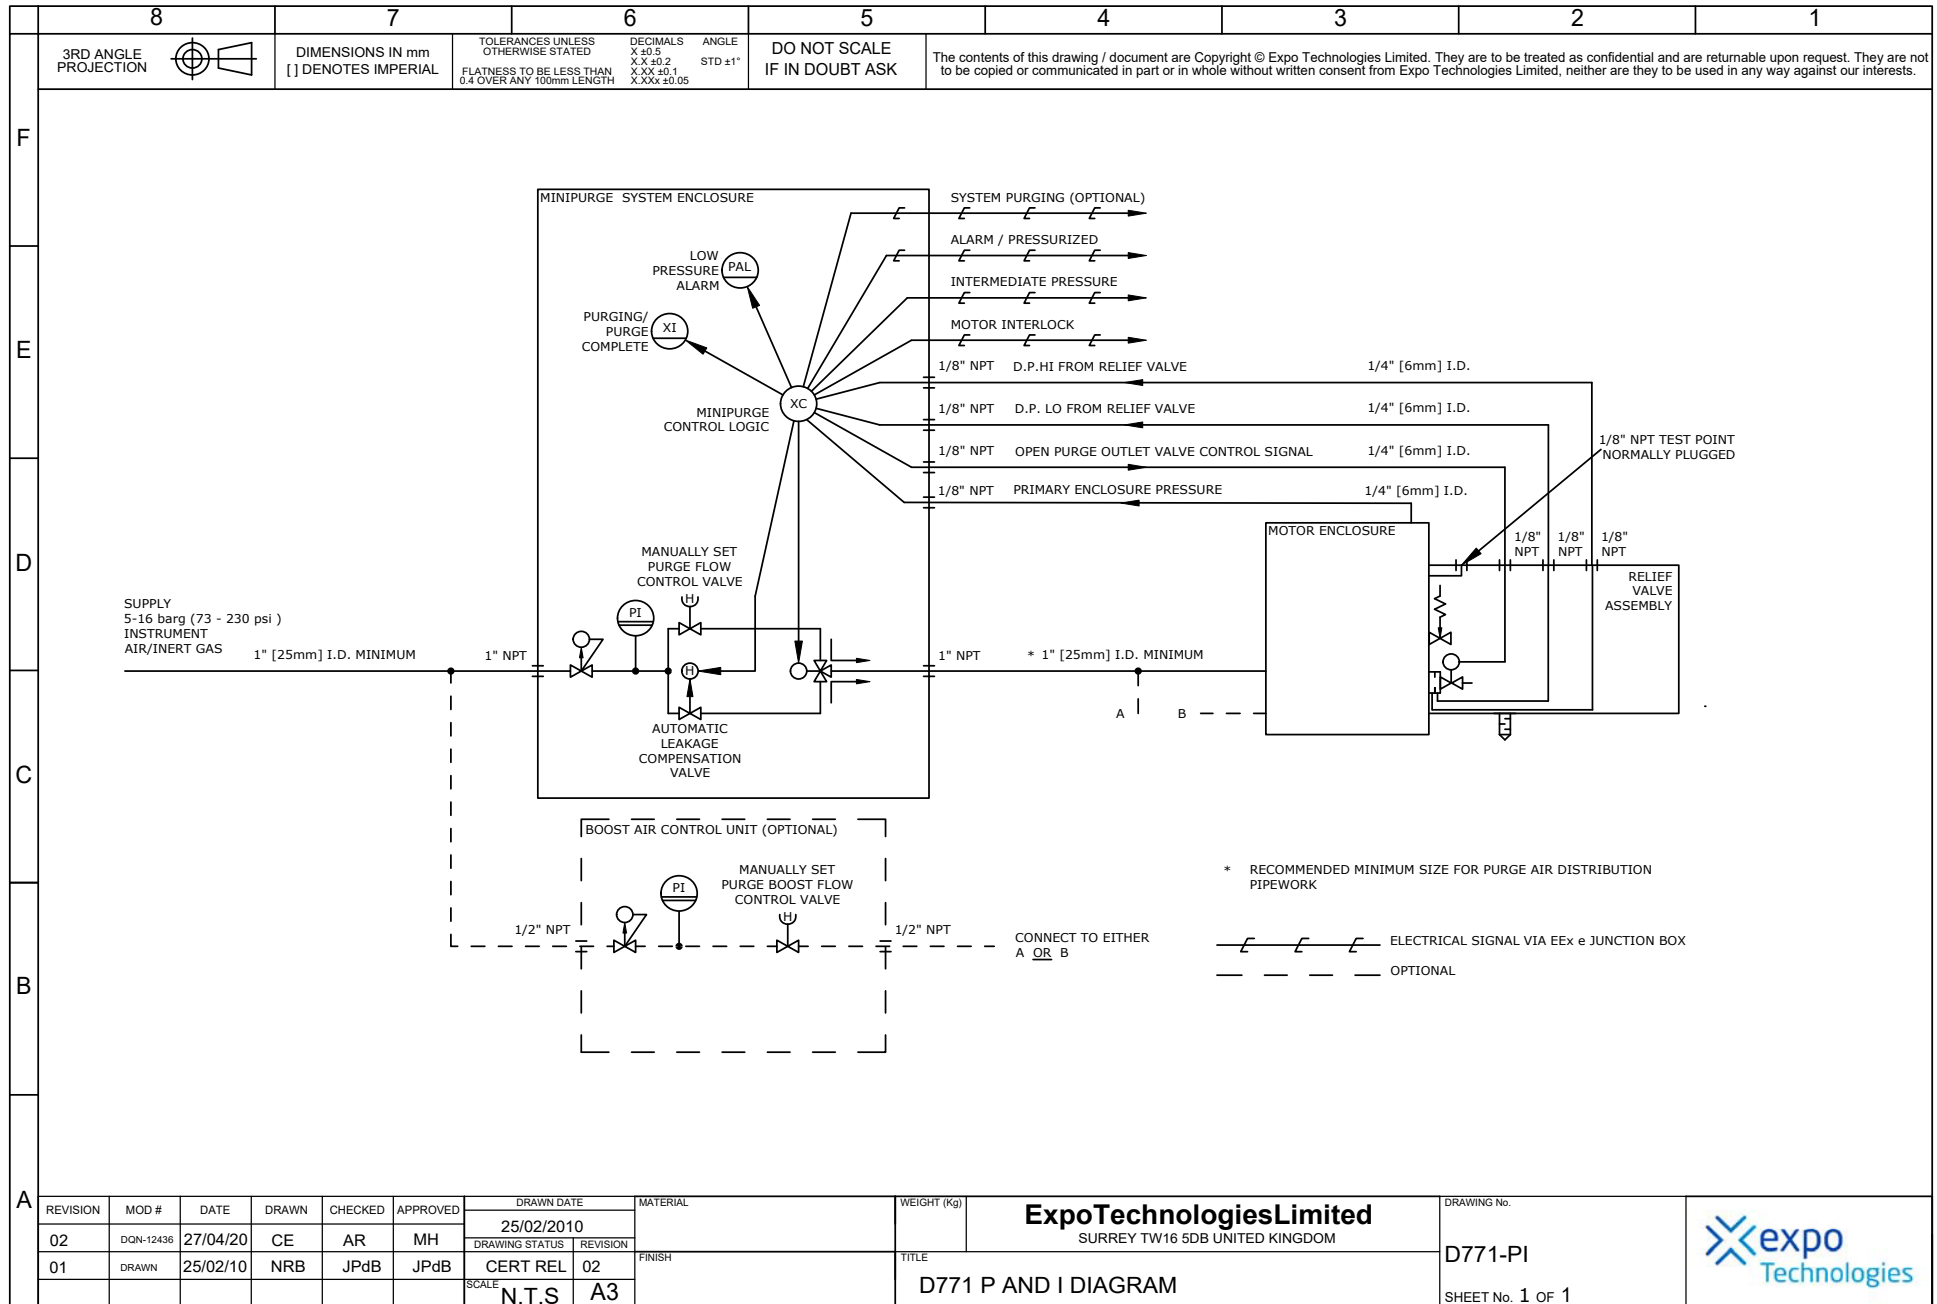 8 7 6 5 4 3 2 1
3RD ANGLE
PROJECTION
DIMENSIONS IN mm
[ ] DENOTES IMPERIAL
TOLERANCES UNLESS
OTHERWISE STATED
FLATNESS TO BE LESS THAN
0.4 OVER ANY 100mm LENGTH
DECIMALS
X ±0.5
X.X ±0.2
X.XX ±0.1
X.XXx ±0.05
ANGLE
STD ±1°
DO NOT SCALE
IF IN DOUBT ASK
The contents of this drawing / document are Copyright © Expo Technologies Limited. They are to be treated as confidential and are returnable upon request. They are not
to be copied or communicated in part or in whole without written consent from Expo Technologies Limited, neither are they to be used in any way against our interests.
F
E
D
C
B
A
MINIPURGE SYSTEM ENCLOSURE
SYSTEM PURGING (OPTIONAL)
ALARM / PRESSURIZED
INTERMEDIATE PRESSURE
MOTOR INTERLOCK
LOW
PRESSURE
ALARM
PAL
PURGING/
PURGE
COMPLETE
XI
MINIPURGE
CONTROL LOGIC
XC
1/8" NPT D.P.HI FROM RELIEF VALVE 1/4" [6mm] I.D.
1/8" NPT D.P. LO FROM RELIEF VALVE 1/4" [6mm] I.D.
1/8" NPT OPEN PURGE OUTLET VALVE CONTROL SIGNAL 1/4" [6mm] I.D.
1/8" NPT PRIMARY ENCLOSURE PRESSURE 1/4" [6mm] I.D.
1/8" NPT TEST POINT
NORMALLY PLUGGED
MOTOR ENCLOSURE
1/8"
NPT
1/8"
NPT
1/8"
NPT
RELIEF
VALVE
ASSEMBLY
MANUALLY SET
PURGE FLOW
CONTROL VALVE
H
PI
SUPPLY
5-16 barg (73 - 230 psi )
INSTRUMENT
AIR/INERT GAS
1" [25mm] I.D. MINIMUM
1" NPT
H
1" NPT
* 1" [25mm] I.D. MINIMUM
A
B
AUTOMATIC
LEAKAGE
COMPENSATION
VALVE
BOOST AIR CONTROL UNIT (OPTIONAL)
PI
MANUALLY SET
PURGE BOOST FLOW
CONTROL VALVE
H
1/2" NPT
1/2" NPT
CONNECT TO EITHER
A OR B
* RECOMMENDED MINIMUM SIZE FOR PURGE AIR DISTRIBUTION
PIPEWORK
ELECTRICAL SIGNAL VIA EEx e JUNCTION BOX
OPTIONAL
REVISION MOD # DATE DRAWN CHECKED APPROVED
02 DQN-12436 27/04/20 CE AR MH
01 DRAWN 25/02/10 NRB JPdB JPdB
DRAWN DATE
25/02/2010
DRAWING STATUS REVISION
CERT REL 02
SCALE N.T.S A3
MATERIAL
FINISH
WEIGHT (Kg)
ExpoTechnologiesLimited
SURREY TW16 5DB UNITED KINGDOM
TITLE
D771 P AND I DIAGRAM
DRAWING No.
D771-PI
SHEET No. 1 OF 1
expo
Technologies